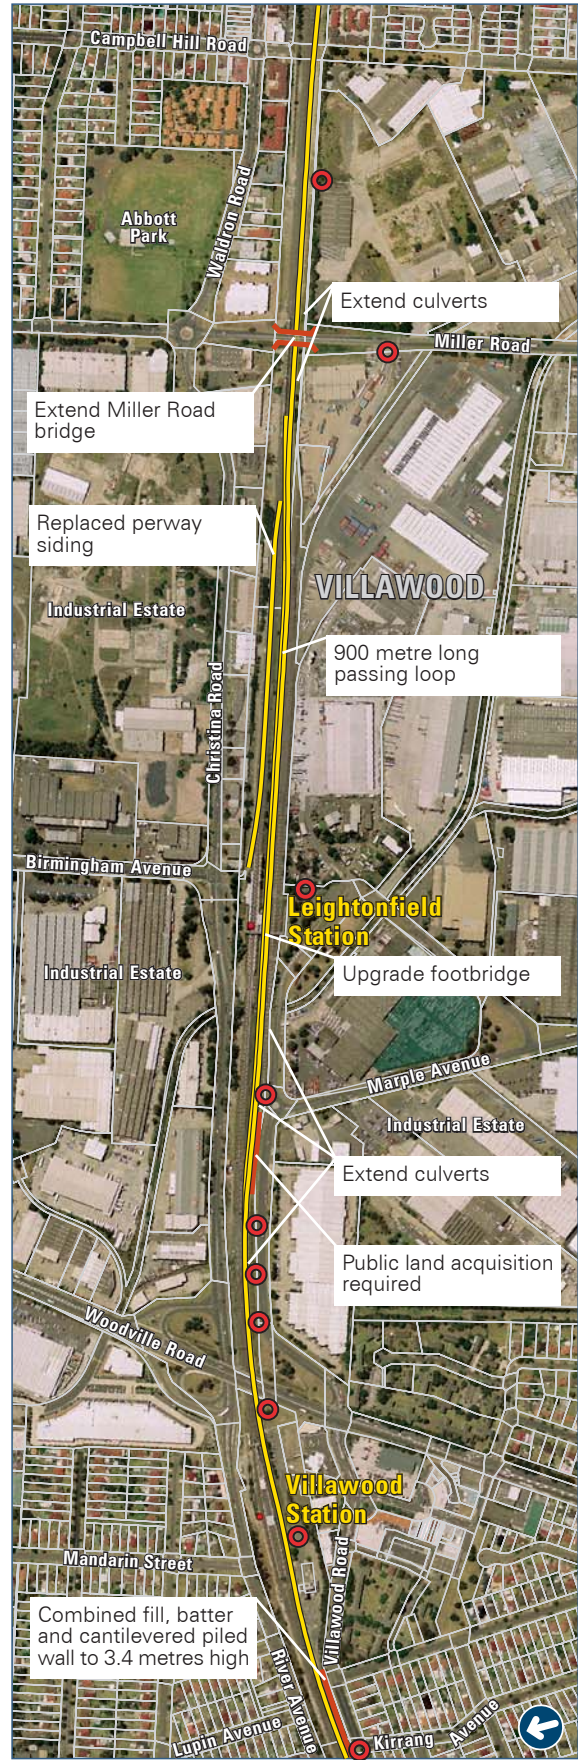 Campbell Hill Road
Waldron Road
Abbott
Park
Extend culverts
Miller Road
Extend Miller Road
bridge
Replaced perway
siding
VILLAWOOD
Industrial Estate
900 metre long
passing loop
Christina Road
Birmingham Avenue
Leightonfield
Station
Industrial Estate
Upgrade footbridge
Marple Avenue
Industrial Estate
Extend culverts
Public land acquisition
required
Woodville Road
Villawood
Station
Mandarin Street
Villawood Road
Combined fill, batter
and cantilevered piled
wall to 3.4 metres high
River Avenue
Lupin Avenue
Kirrang Avenue